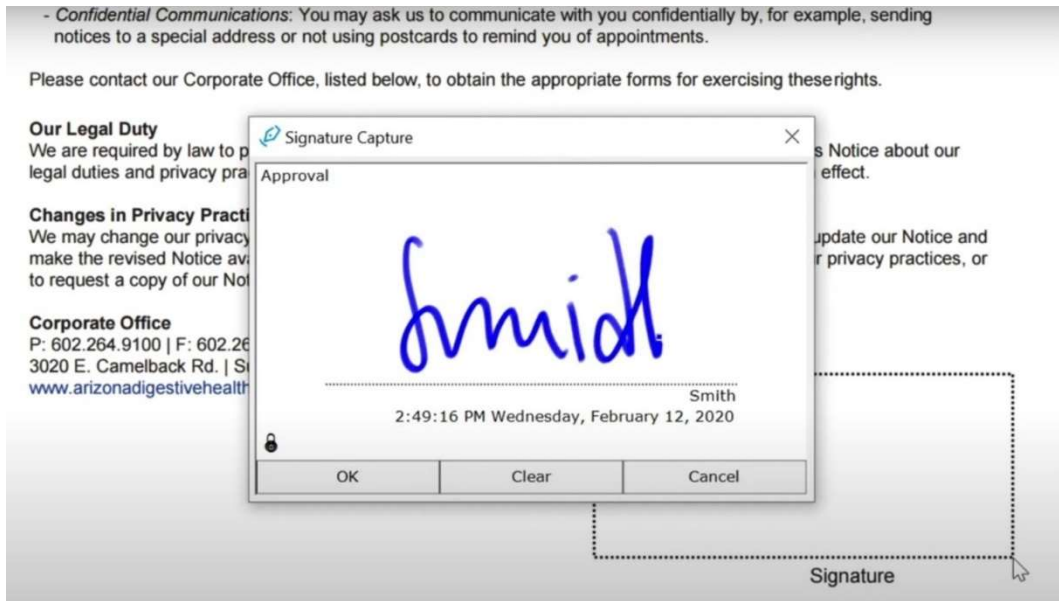 - Confidential Communications: You may ask us to communicate with you confidentially by, for example, sending
notices to a special address or not using postcards to remind you of appointments.
Please contact our Corporate Office, listed below, to obtain the appropriate forms for exercising theserights.
Our Legal Duty
We are required by law to p
s Notice about our
legal duties and privacy pra
effect.
Changes in Privacy Practi
We may change our privacy
update our Notice and
make the revised Notice ava
r privacy practices, or
to request a copy of our Not
Corporate Office
P: 602.264.9100 | F: 602.26
3020 E. Camelback Rd. | S
www.arizonadigestivehealth
Signature Capture
Approval
Smith
2:49:16 PM Wednesday, February 12, 2020
OK Clear Cancel
Signature